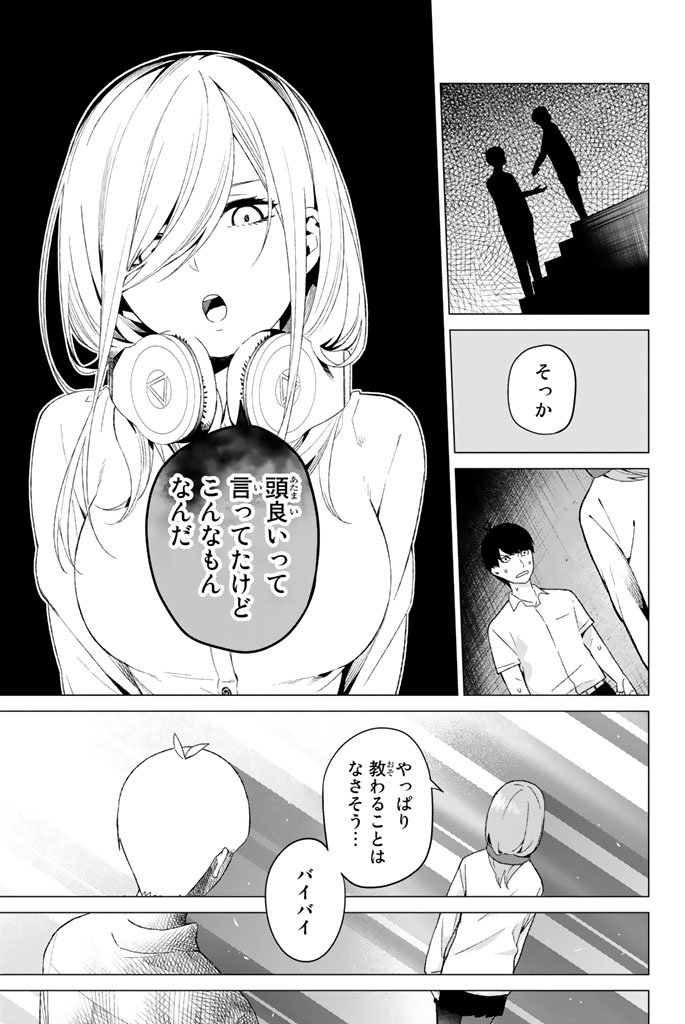 そっか
頭良いって
言ってたけど
こんなもん
なんだ
やっぱり
教わることは
なさそう…
バイバイ